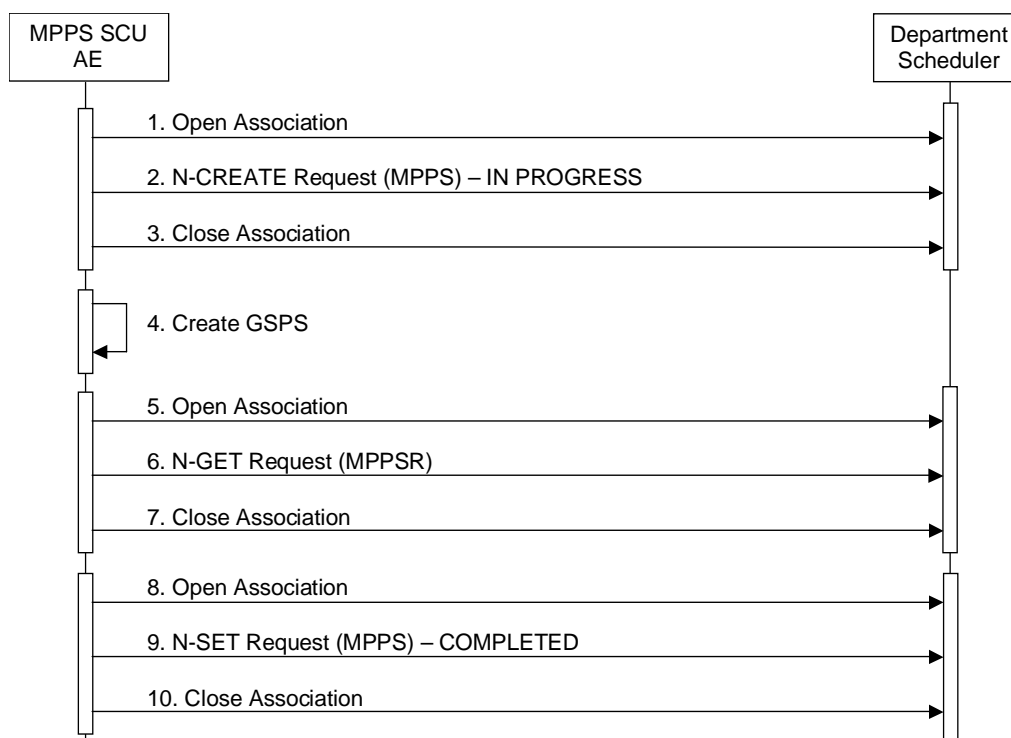 MPPS SCU
AE
Department
Scheduler
1. Open Association
2. N-CREATE Request (MPPS) – IN PROGRESS
3. Close Association
4. Create GSPS
5. Open Association
6. N-GET Request (MPPSR)
7. Close Association
8. Open Association
9. N-SET Request (MPPS) – COMPLETED
10. Close Association